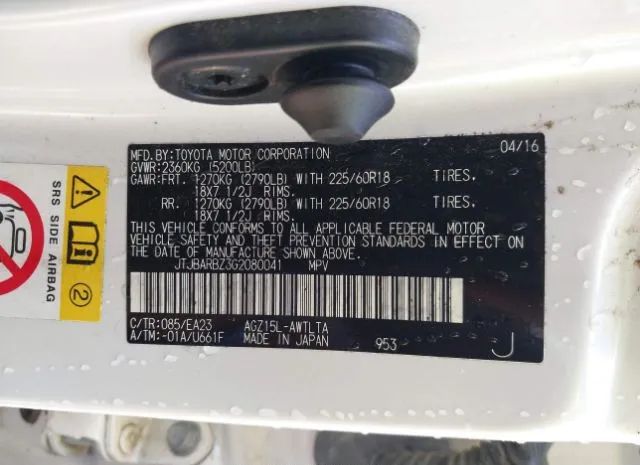 MFD.BY:TOYOTA MOTOR CORPORATION 04/16
GVWR:2360KG (5200LB)
GAWR:FRT. 1270KG (2790LB) WITH 225/60R18 TIRES.
18X7 1/2J RIMS.
RR. 1270KG (2790LB) WITH 225/60R18 TIRES.
18X7 1/2J RIMS.
THIS VEHICLE CONFORMS TO ALL APPLICABLE FEDERAL MOTOR
VEHICLE SAFETY AND THEFT PREVENTION STANDARDS IN EFFECT
ON THE DATE OF MANUFACTURE SHOWN ABOVE.
JTJBARBZ3G2080041 MPV
C/TR:085/EA23 AGZ15L-AWTLTA
A/TM:-01A/U661F MADE IN JAPAN 953 J
SRS SIDE AIRBAG
2